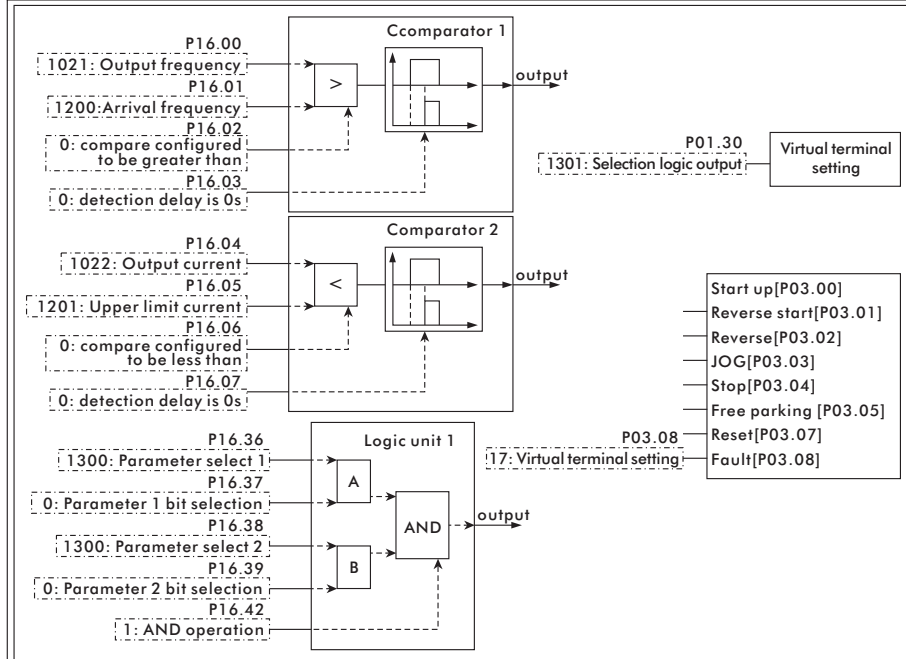 Ccomparator 1
P16.00
1021: Output frequency
P16.01
1200:Arrival frequency
P16.02
0: compare configured
to be greater than
P16.03
0: detection delay is 0s
>
output
P01.30
1301: Selection logic output
Virtual terminal
setting
Comparator 2
P16.04
1022: Output current
P16.05
1201: Upper limit current
P16.06
0: compare configured
to be less than
P16.07
0: detection delay is 0s
<
output
Start up[P03.00]
Reverse start[P03.01]
Reverse[P03.02]
JOG[P03.03]
Stop[P03.04]
Free parking [P03.05]
Reset[P03.07]
Fault[P03.08]
P03.08
17: Virtual terminal setting
Logic unit 1
P16.36
1300: Parameter select 1
P16.37
0: Parameter 1 bit selection
P16.38
1300: Parameter select 2
P16.39
0: Parameter 2 bit selection
P16.42
1: AND operation
A
B
AND
output